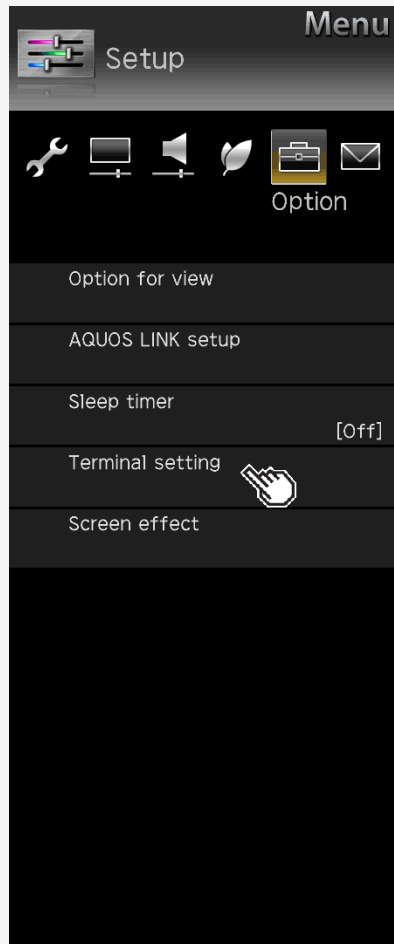 Menu
Setup
Option
Option for view
AQUOS LINK setup
Sleep timer
[Off]
Terminal setting
Screen effect